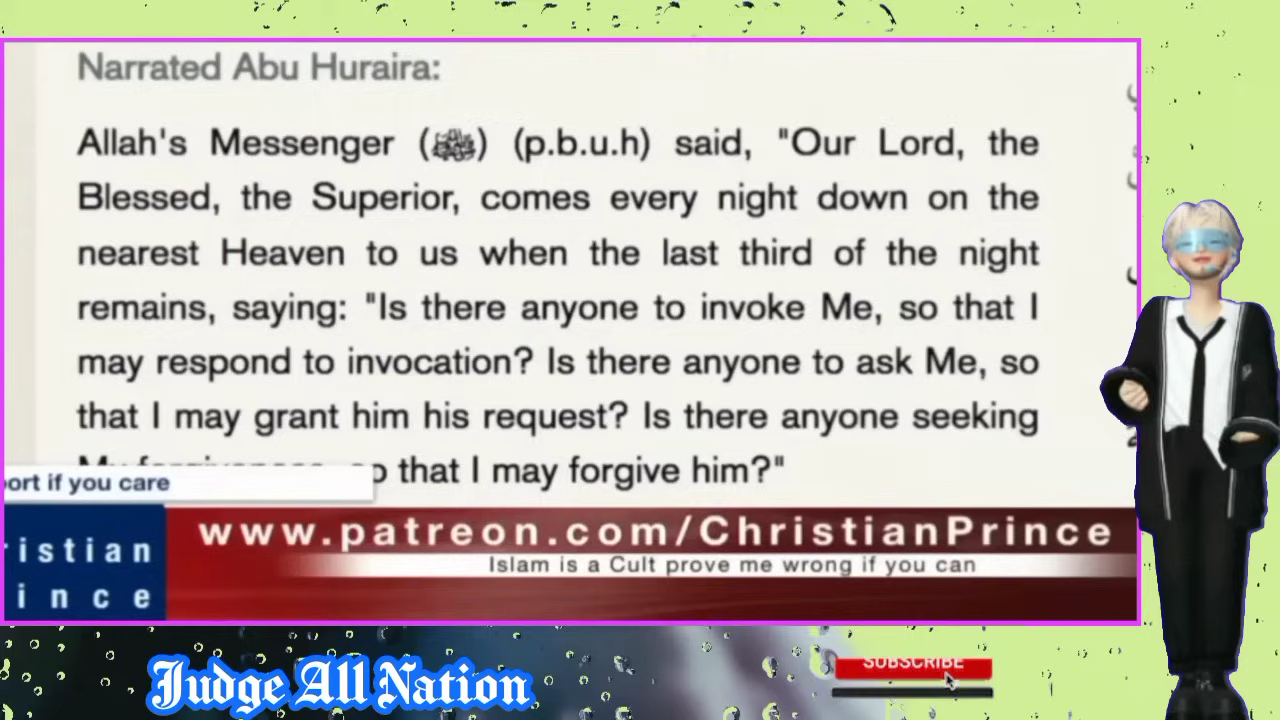 Narrated Abu Huraira:
Allah's Messenger (ﷺ) (p.b.u.h) said, "Our Lord, the
Blessed, the Superior, comes every night down on the
nearest Heaven to us when the last third of the night
remains, saying: "Is there anyone to invoke Me, so that I
may respond to invocation? Is there anyone to ask Me, so
that I may grant him his request? Is there anyone seeking
that I may forgive him?"
ort if you care
ristian
ince
www.patreon.com/ChristianPrince
Islam is a Cult prove me wrong if you can
Judge All Nation
SUBSCRIBE